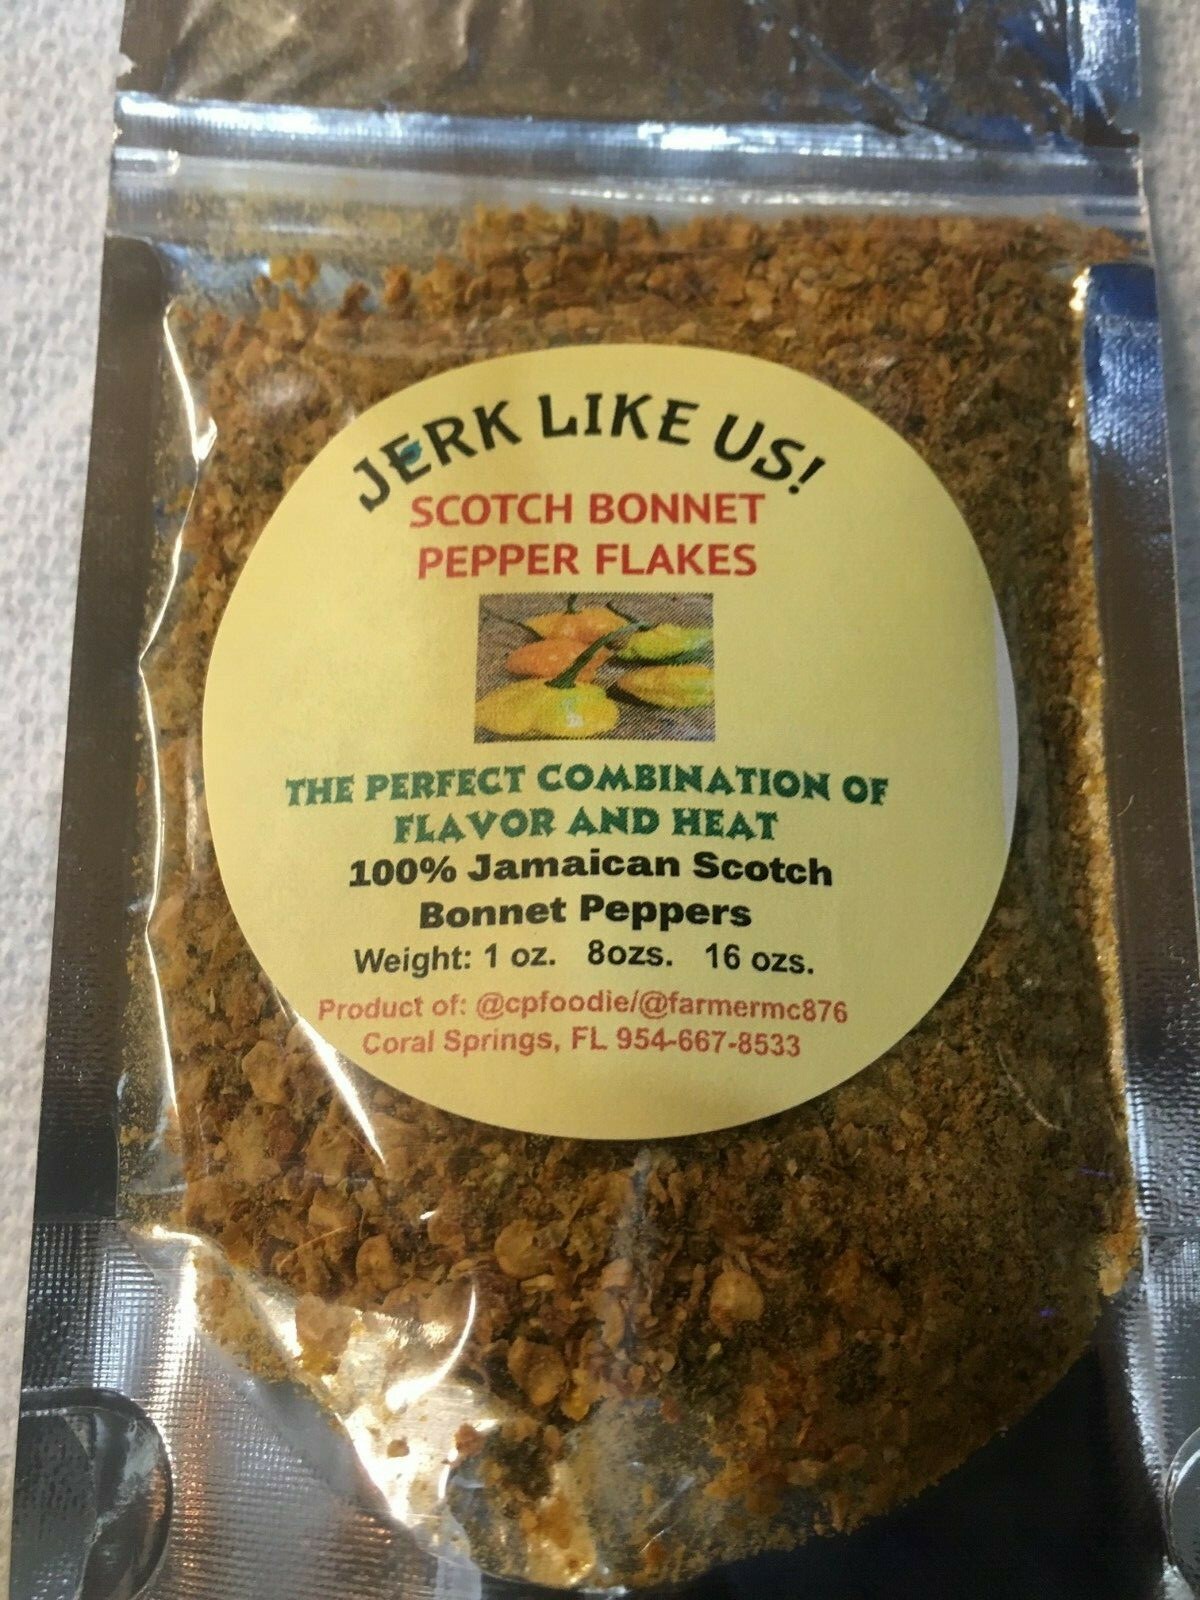 JERK LIKE US!
SCOTCH BONNET
PEPPER FLAKES
THE PERFECT COMBINATION OF
FLAVOR AND HEAT
100% Jamaican Scotch
Bonnet Peppers
Weight: 1 oz. 8ozs. 16 ozs.
Product of: @cpfoodie/@farmermc876
Coral Springs, FL 954-667-8533